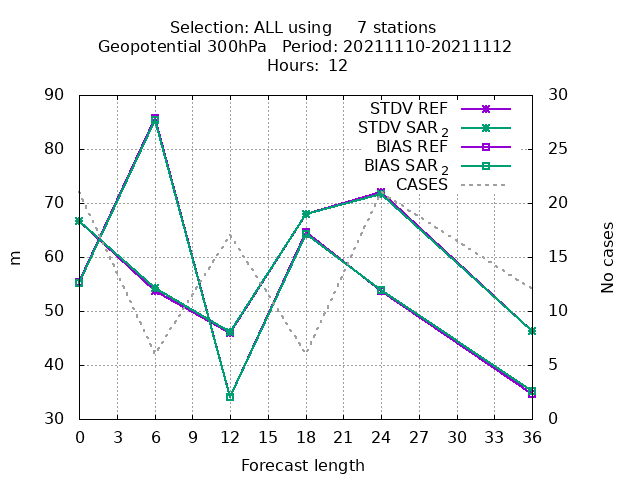 Selection: ALL using     7 stations
Geopotential 300hPa   Period: 20211110-20211112
Hours:  12
90
80
70
60
50
40
30
m
30
25
20
15
10
5
0
No cases
STDV REF
STDV SAR2
BIAS REF
BIAS SAR2
CASES
0 3 6 9 12 15 18 21 24 27 30 33 36
Forecast length